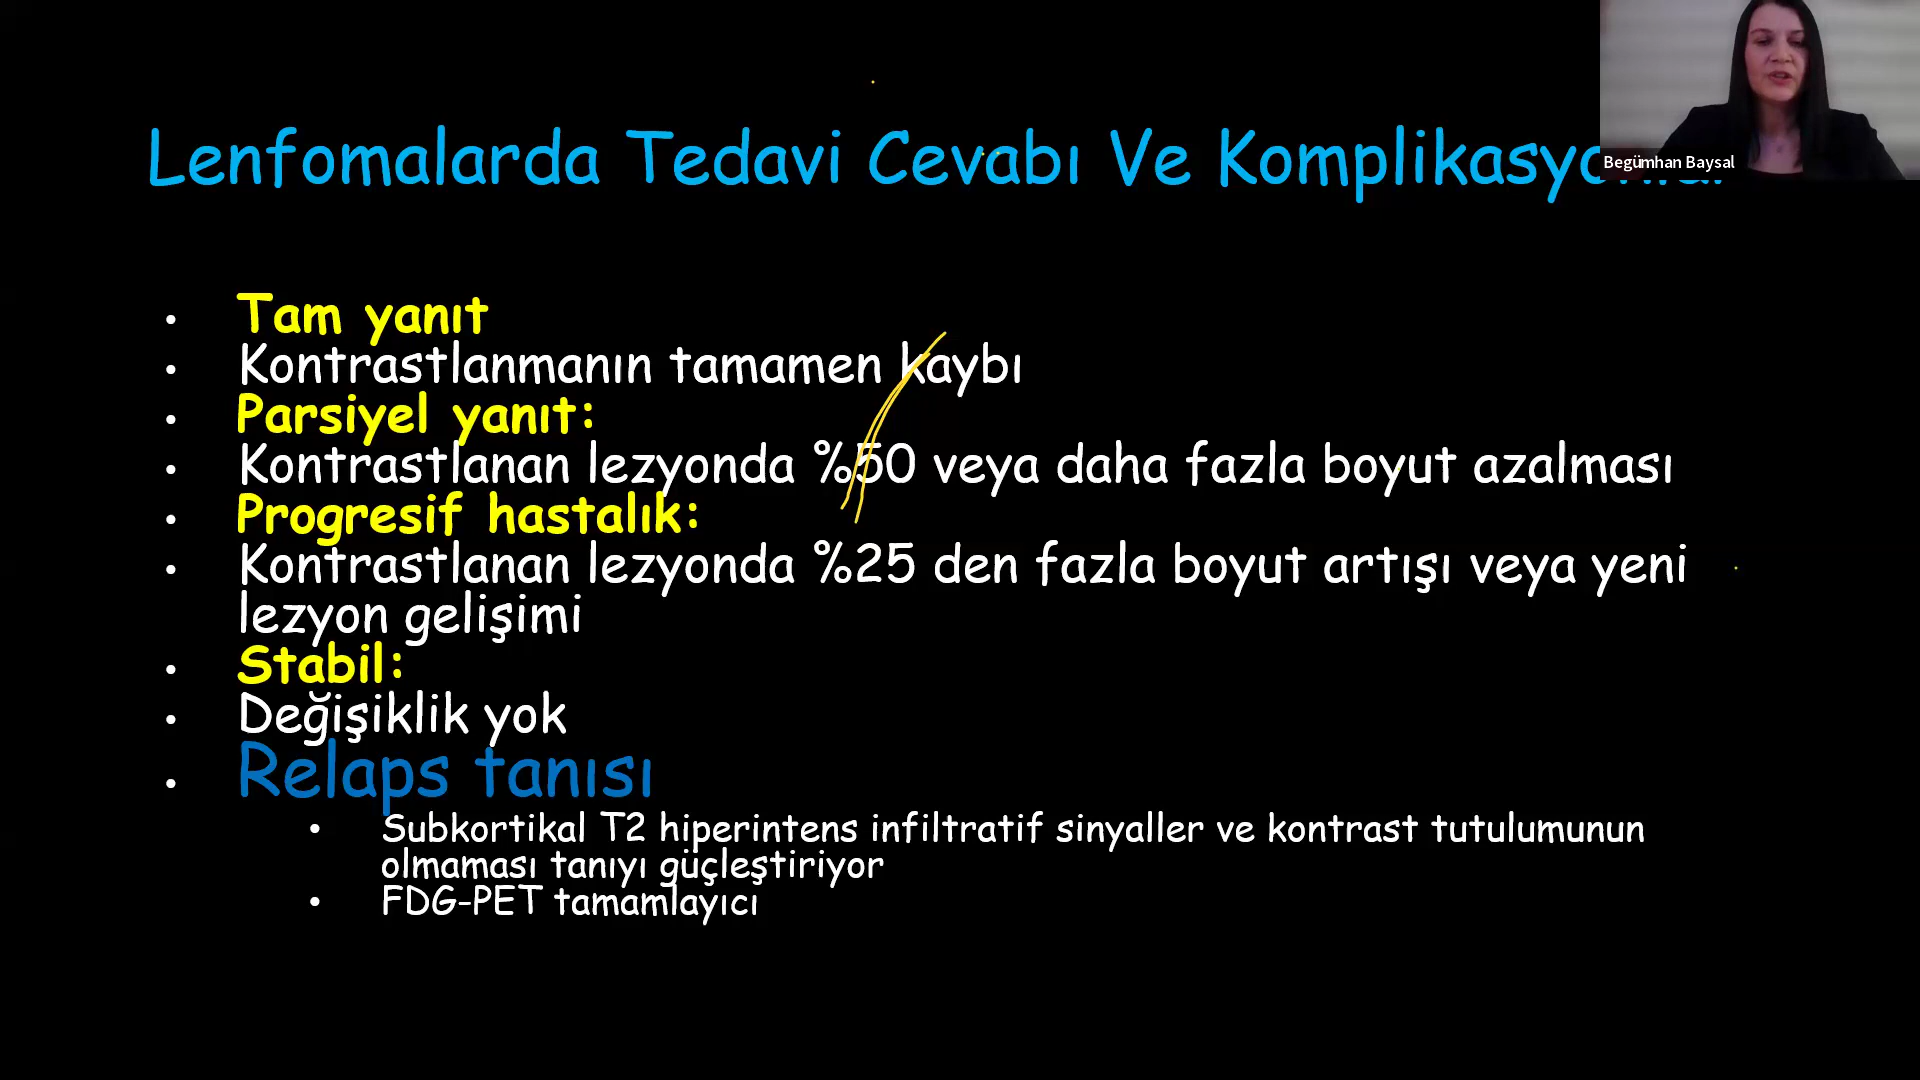 Lenfomalarda Tedavi Cevabı Ve
Begümhan Baysal
• Tam yanıt
• Kontrastlanmanın tamamen kaybı
• Parsiyel yanıt:
• Kontrastlanan lezyonda %50 veya daha fazla boyut azalması
• Progresif hastalık:
• Kontrastlanan lezyonda %25 den fazla boyut artışı veya yeni
lezyon gelişimi
• Stabil:
• Değişiklik yok
• Relaps tanısı
• Subkortikal T2 hiperintens infiltratif sinyaller ve kontrast tutulumunun
olmaması tanıyı güçleştiriyor
• FDG-PET tamamlayıcı